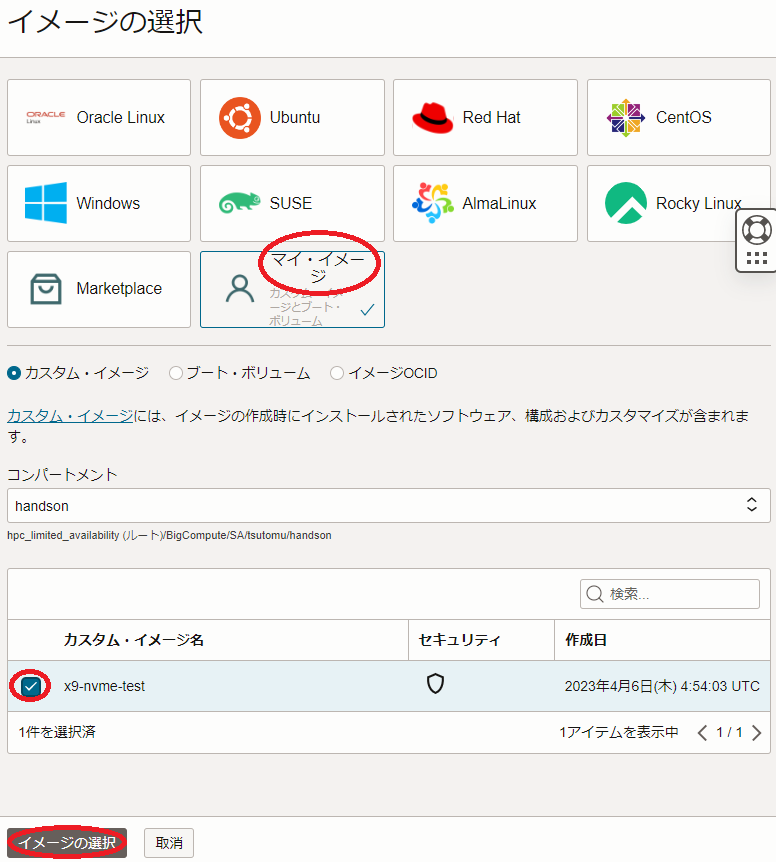 イメージの選択
ORACLE
Linux
Oracle Linux
Ubuntu
Red Hat
CentOS
Windows
SUSE
AlmaLinux
Rocky Linux
Marketplace
マイ・イメー
ジ
カスタム・イメ
ージとブート・
ボリューム
カスタム・イメージ
ブート・ボリューム
イメージOCID
カスタム・イメージには、イメージの作成時にインストールされたソフトウェア、構成およびカスタマイズが含まれま
す。
コンパートメント
handson
hpc_limited_availability (ルート)/BigCompute/SA/tsutomu/handson
検索...
カスタム・イメージ名 セキュリティ 作成日
x9-nvme-test 2023年4月6日(木) 4:54:03 UTC
1件を選択済 1アイテムを表示中 1 / 1
イメージの選択 取消